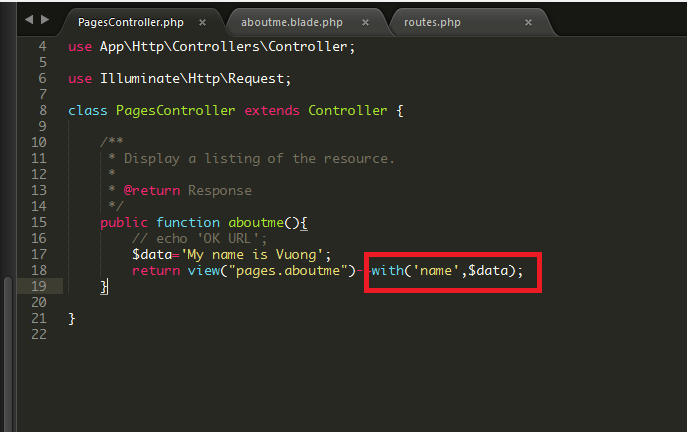 PagesController.php × aboutme.blade.php × routes.php ×
4 use App\Http\Controllers\Controller;
5
6 use Illuminate\Http\Request;
7
8 class PagesController extends Controller {
9
10 /**
11 * Display a listing of the resource.
12 *
13 * @return Response
14 */
15 public function aboutme(){
16 // echo 'OK URL';
17 $data='My name is Vuong';
18 return view("pages.aboutme")->with('name',$data);
19 }
20
21 }
22